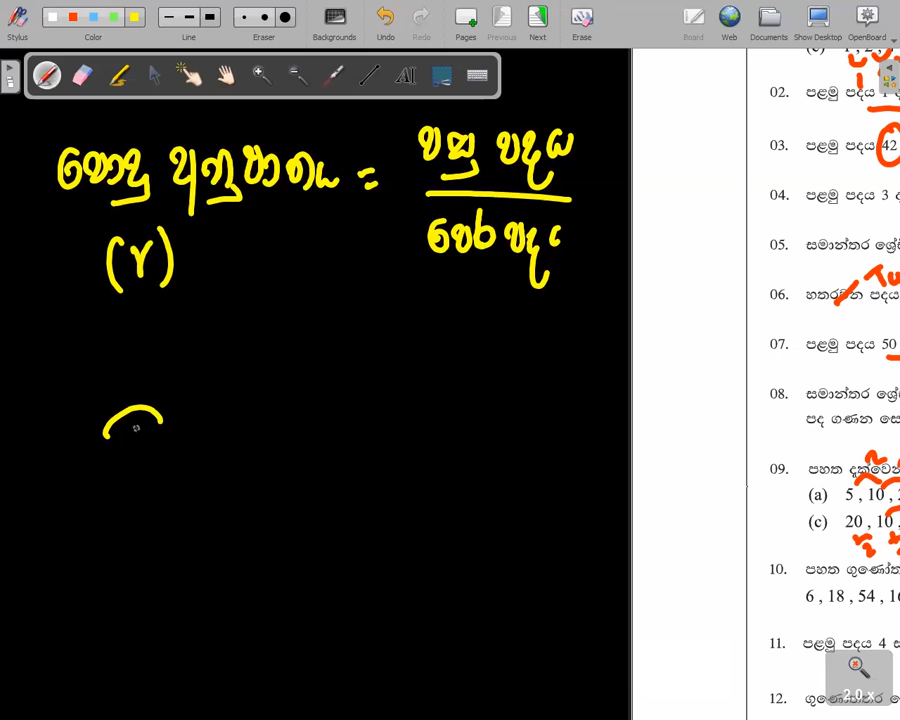 Stylus Color Line Eraser Backgrounds Undo Redo Pages Previous Next Erase Board Web Documents Show Desktop OpenBoard
පොදු අනුපාතය = පසු පදය
පෙර පද
(r)
02. පළමු පදය
03. පළමු පදය 42
04. පළමු පදය 3
05. සමාන්තර
06. හතරවන පදය
07. පළමු පදය 50
08. සමාන්තර
පද ගණන
09. පහත දැක්වෙන
(a) 5 , 10 ,
(c) 20 , 10 ,
10. පහත
6 , 18 , 54 ,
11. පළමු පදය 4
12.
2.0 x